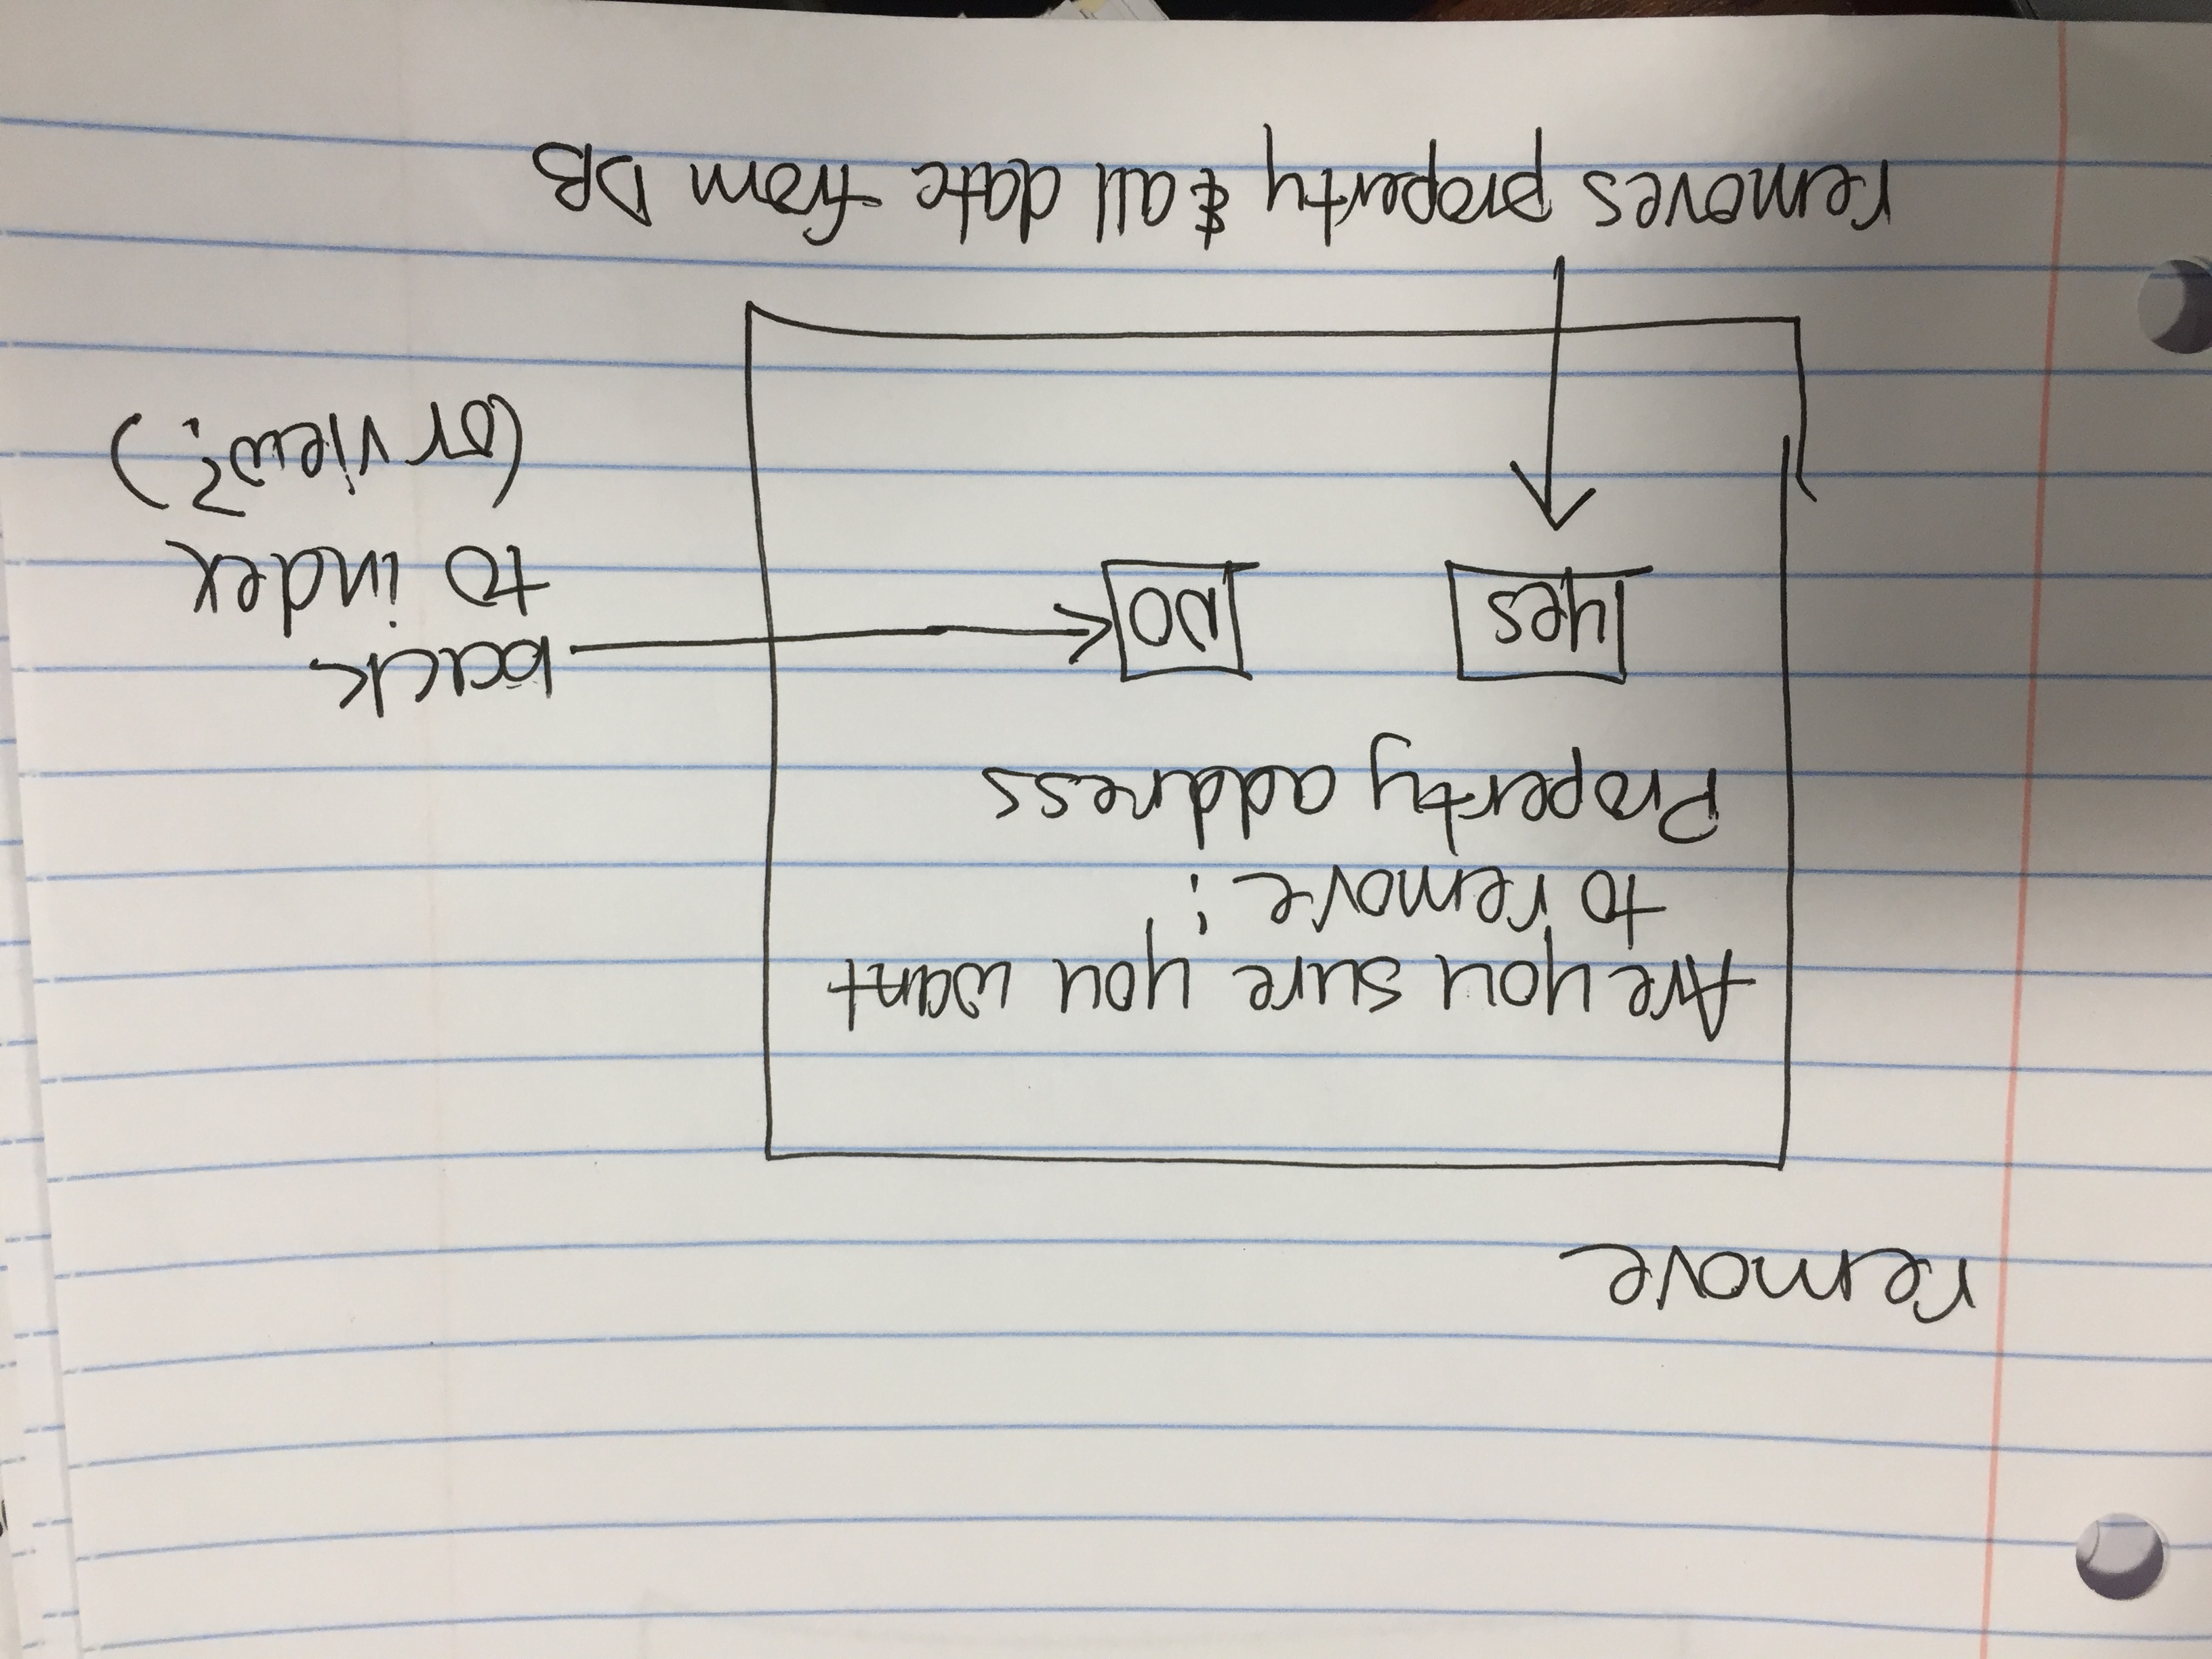 remove
Are you sure you want
to remove:
Property address
yes
NO
back
to index
(or view?)
removes property & all data from DB